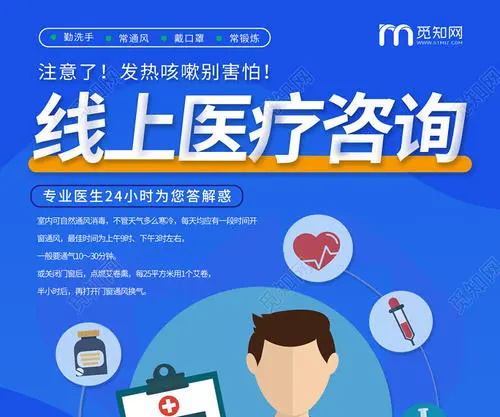 勤洗手 • 常通风 • 戴口罩 • 常锻炼
觅知网
WWW.51MIZ.COM
注意了！发热咳嗽别害怕！
线上医疗咨询
专业医生24小时为您答解惑
室内可自然通风消毒，不管天气多么寒冷，每天均应有一段时间开
窗通风，最佳时间为上午9时、下午3时左右，
一般要通气10～30分钟。
或关闭门窗后，点燃艾卷熏，每25平方米用1个艾卷，
半小时后，再打开门窗通风换气。